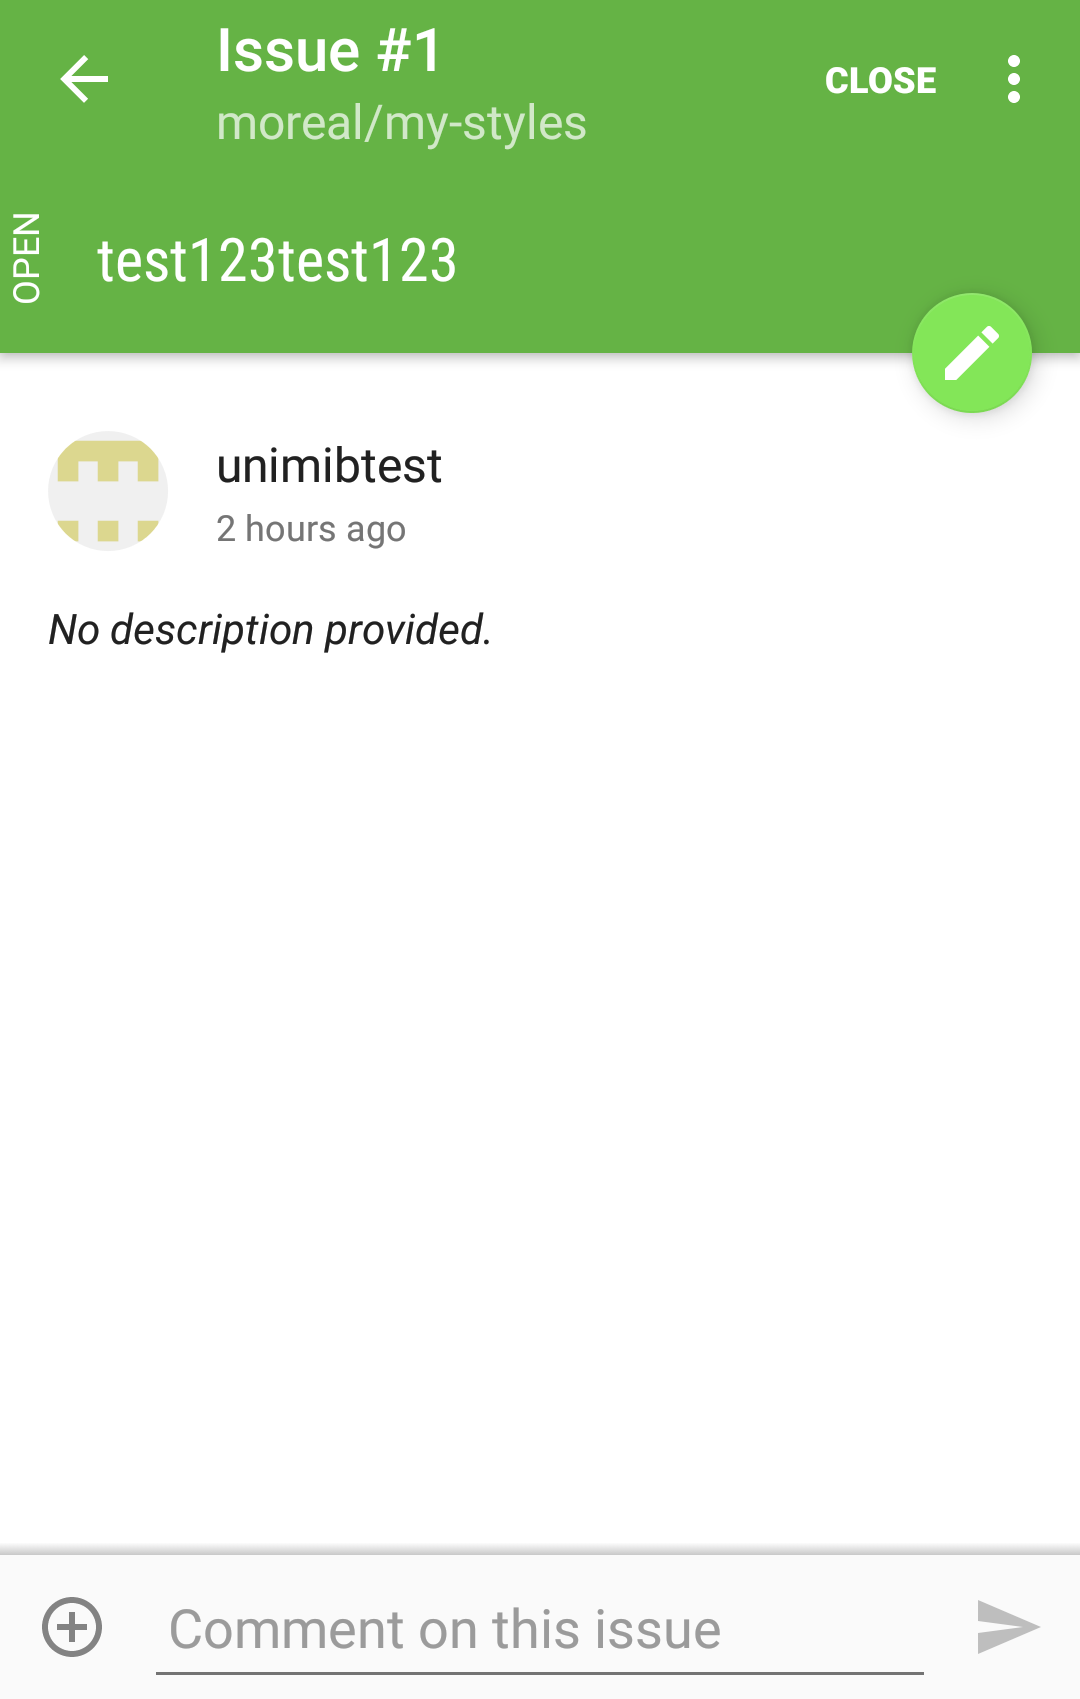 Issue #1
moreal/my-styles
CLOSE
OPEN
test123test123
unimibtest
2 hours ago
No description provided.
Comment on this issue